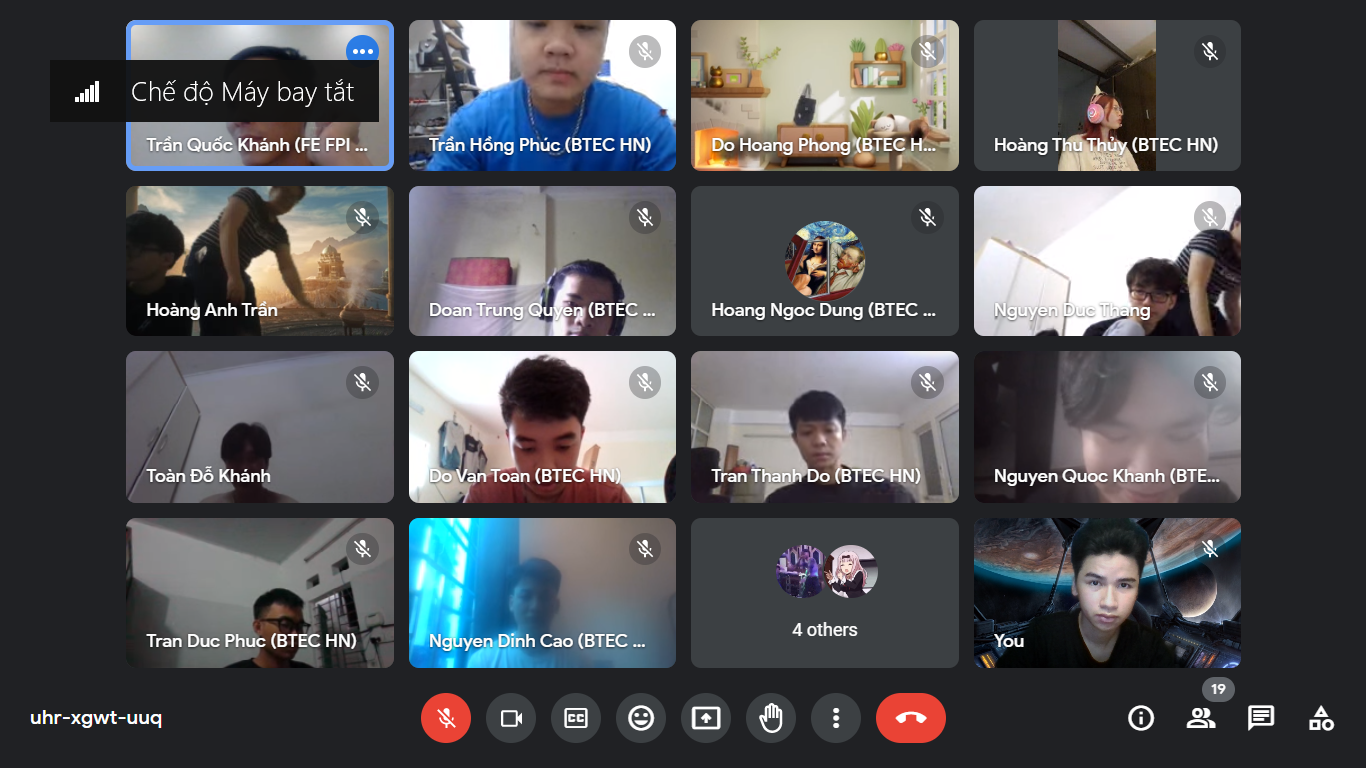 Chế độ Máy bay tắt
Trần Quốc Khánh (FE FPI ...
Trần Hồng Phúc (BTEC HN)
Do Hoang Phong (BTEC H...
Hoàng Thu Thủy (BTEC HN)
Hoàng Anh Trần
Doan Trung Quyen (BTEC ...
Hoang Ngoc Dung (BTEC ...
Nguyen Duc Thang
Toàn Đỗ Khánh
Do Van Toan (BTEC HN)
Tran Thanh Do (BTEC HN)
Nguyen Quoc Khanh (BTE...
Tran Duc Phuc (BTEC HN)
Nguyen Dinh Cao (BTEC ...
4 others
You
uhr-xgwt-uuq
CC
19